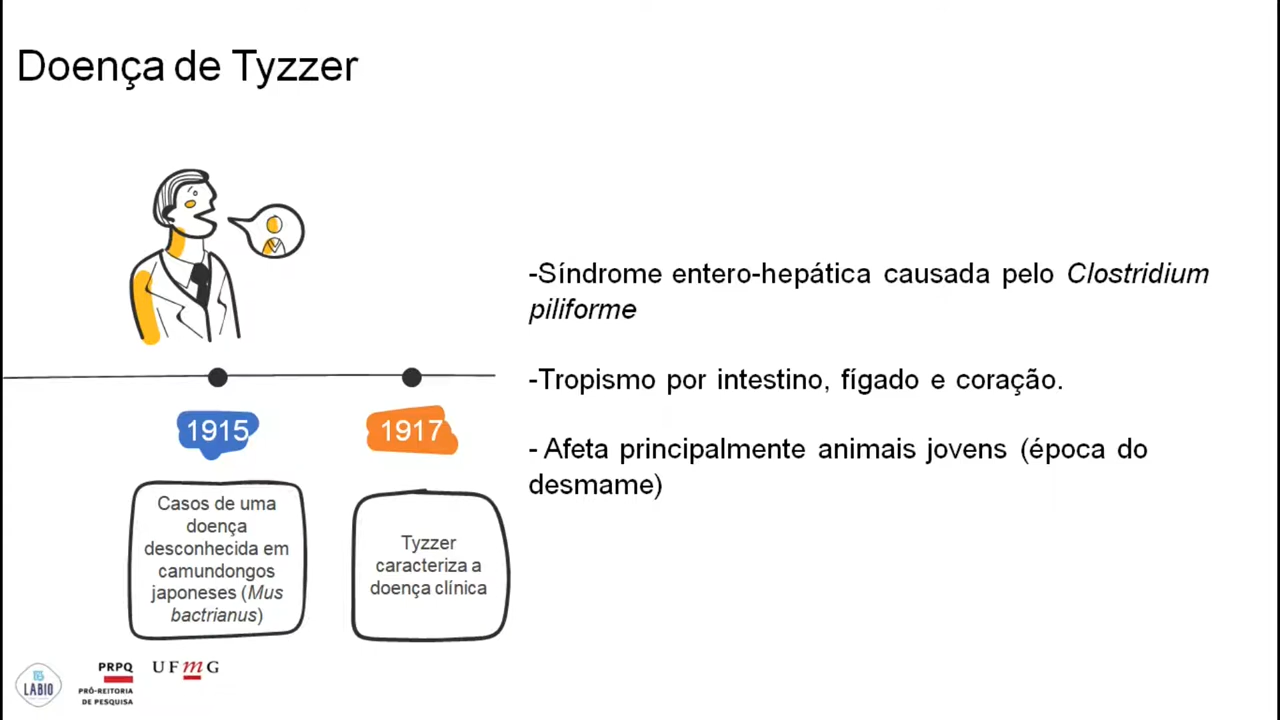 Doença de Tyzzer
-Síndrome entero-hepática causada pelo Clostridium
piliforme
-Tropismo por intestino, fígado e coração.
- Afeta principalmente animais jovens (época do
desmame)
1915
1917
Casos de uma
doença
desconhecida em
camundongos
japoneses (Mus
bactrianus)
Tyzzer
caracteriza a
doença clínica
LABIO
PRPQ
PRÓ-REITORIA
DE PESQUISA
UFmG